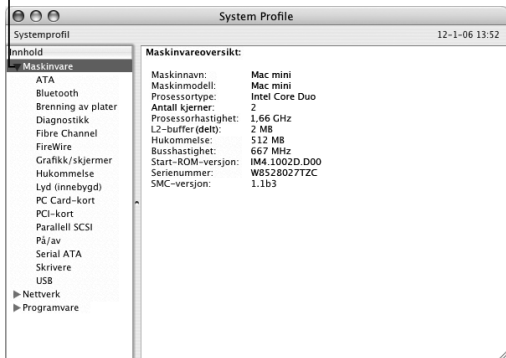 System Profile
Systemprofil
12-1-06 13:52
Innhold
Maskinvare
ATA
Bluetooth
Brenning av plater
Diagnostikk
Fibre Channel
FireWire
Grafikk/skjermer
Hukommelse
Lyd (innebygd)
PC Card-kort
PCI-kort
Parallell SCSI
På/av
Serial ATA
Skrivere
USB
Nettverk
Programvare
Maskinvareoversikt:
Maskinnavn: Mac mini
Maskinmodell: Mac mini
Prosessortype: Intel Core Duo
Antall kjerner: 2
Prosessorhastighet: 1,66 GHz
L2-buffer (delt): 2 MB
Hukommelse: 512 MB
Busshastighet: 667 MHz
Start-ROM-versjon: IM4.1002D.D00
Serienummer: W8528027TZC
SMC-versjon: 1.1b3